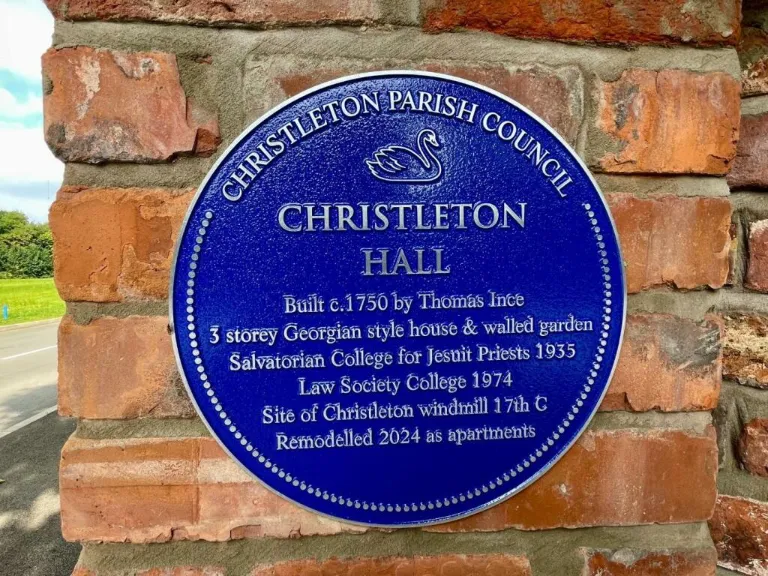 CHRISTLETON PARISH COUNCIL
CHRISTLETON
HALL
Built c.1750 by Thomas Ince
3 storey Georgian style house & walled garden
Salvatorian College for Jesuit Priests 1935
Law Society College 1974
Site of Christleton windmill 17th C
Remodelled 2024 as apartments